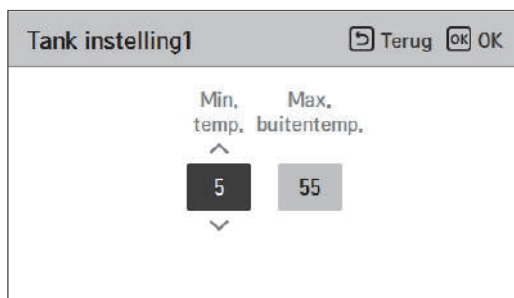 Tank instelling1
Terug OK OK
Min. Max.
temp. buitentemp.
5 55